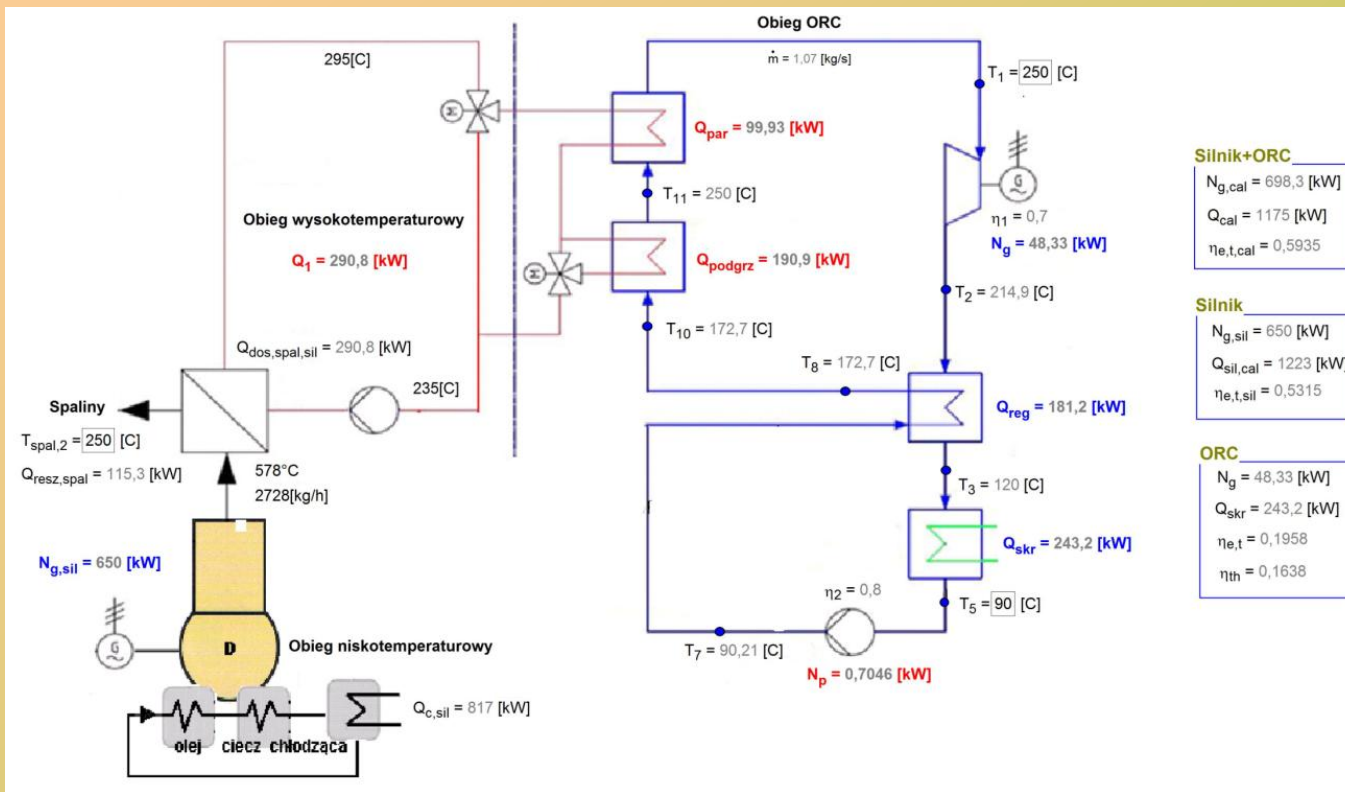 Obieg ORC
295[C]
ṁ = 1,07 [kg/s]
T1 = 250 [C]
M
Qpar = 99,93 [kW]
G
~
η1 = 0,7
Ng = 48,33 [kW]
T11 = 250 [C]
Obieg wysokotemperaturowy
Q1 = 290,8 [kW]
M
Qpodgrz = 190,9 [kW]
T2 = 214,9 [C]
T10 = 172,7 [C]
Qdos,spal,sil = 290,8 [kW]
T8 = 172,7 [C]
235[C]
Spaliny
Qreg = 181,2 [kW]
Tspal,2 = 250 [C]
Qresz,spal = 115,3 [kW]
578°C
2728[kg/h]
T3 = 120 [C]
Ng,sil = 650 [kW]
Qskr = 243,2 [kW]
η2 = 0,8
T5 = 90 [C]
G
~
D
Obieg niskotemperaturowy
T7 = 90,21 [C]
Np = 0,7046 [kW]
Qc,sil = 817 [kW]
olej ciecz chłodząca
Silnik+ORC
Ng,cal = 698,3 [kW]
Qcal = 1175 [kW]
ηe,t,cal = 0,5935
Silnik
Ng,sil = 650 [kW]
Qsil,cal = 1223 [kW]
ηe,t,sil = 0,5315
ORC
Ng = 48,33 [kW]
Qskr = 243,2 [kW]
ηe,t = 0,1958
ηth = 0,1638